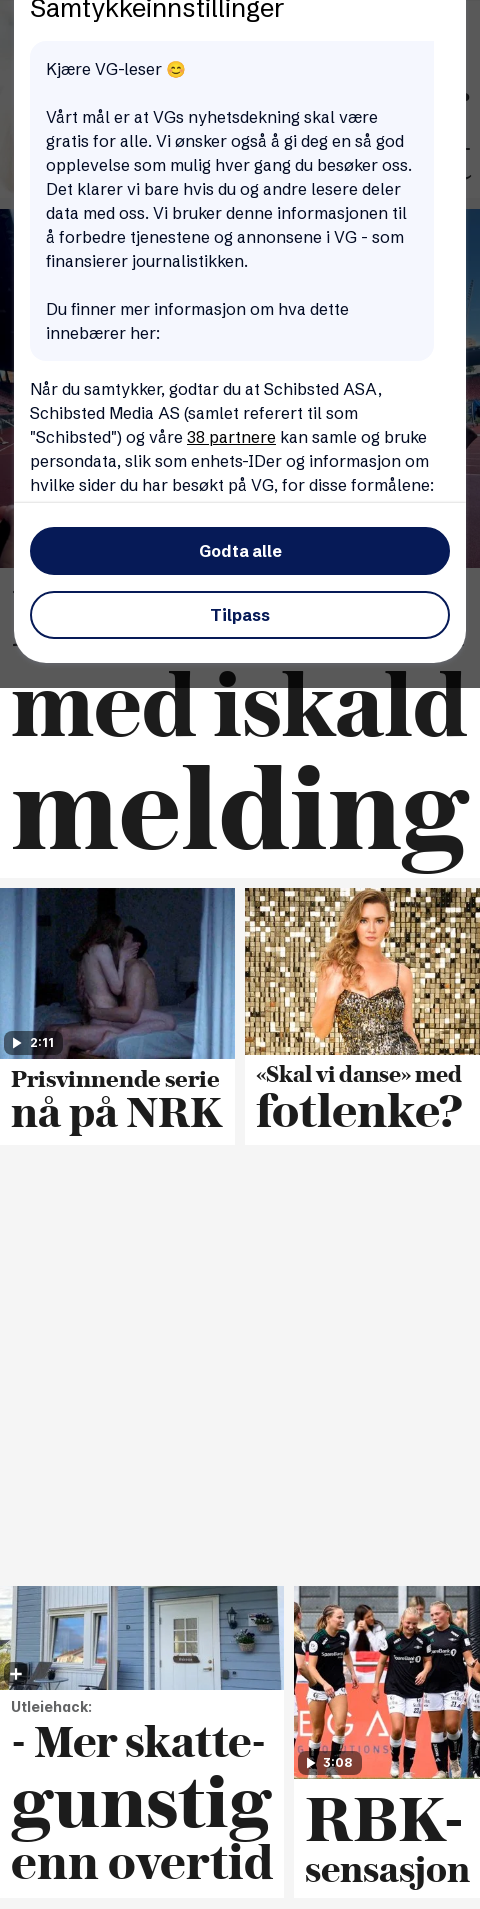 Samtykkeinnstillinger
Kjære VG-leser 😊
Vårt mål er at VGs nyhetsdekning skal være
gratis for alle. Vi ønsker også å gi deg en så god
opplevelse som mulig hver gang du besøker oss.
Det klarer vi bare hvis du og andre lesere deler
data med oss. Vi bruker denne informasjonen til
å forbedre tjenestene og annonsene i VG - som
finansierer journalistikken.
Du finner mer informasjon om hva dette
innebærer her:
Når du samtykker, godtar du at Schibsted ASA,
Schibsted Media AS (samlet referert til som
"Schibsted") og våre 38 partnere kan samle og bruke
persondata, slik som enhets-IDer og informasjon om
hvilke sider du har besøkt på VG, for disse formålene:
Godta alle
Tilpass
med iskald
melding
2:11
Prisvinnende serie
nå på NRK
«Skal vi danse» med
fotlenke?
Utleiehack:
- Mer skatte-
gunstig
enn overtid
3:08
RBK-
sensasjon